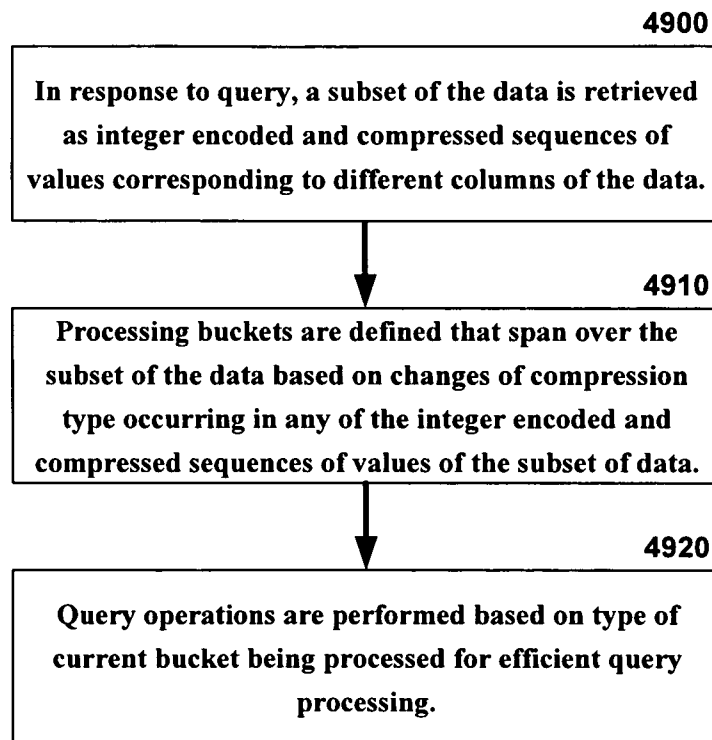 4900
In response to query, a subset of the data is retrieved
as integer encoded and compressed sequences of
values corresponding to different columns of the data.
4910
Processing buckets are defined that span over the
subset of the data based on changes of compression
type occurring in any of the integer encoded and
compressed sequences of values of the subset of data.
4920
Query operations are performed based on type of
current bucket being processed for efficient query
processing.